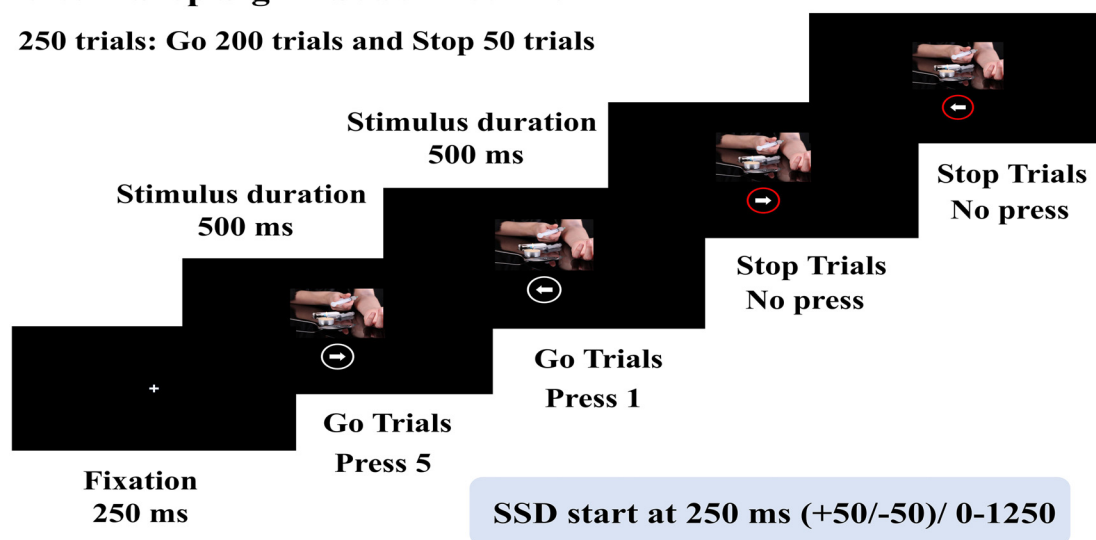 250 trials: Go 200 trials and Stop 50 trials
Stimulus duration
500 ms
Stimulus duration
500 ms
Stop Trials
No press
Stop Trials
No press
Go Trials
Press 1
Go Trials
Press 5
+
Fixation
250 ms
SSD start at 250 ms (+50/-50)/ 0-1250